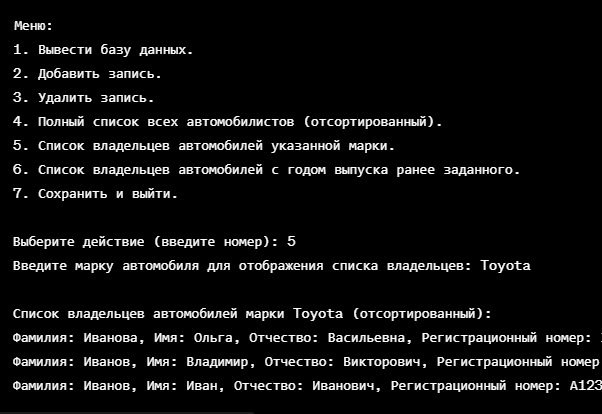 Меню:
1. Вывести базу данных.
2. Добавить запись.
3. Удалить запись.
4. Полный список всех автомобилистов (отсортированный).
5. Список владельцев автомобилей указанной марки.
6. Список владельцев автомобилей с годом выпуска ранее заданного.
7. Сохранить и выйти.
Выберите действие (введите номер): 5
Введите марку автомобиля для отображения списка владельцев: Toyota
Список владельцев автомобилей марки Toyota (отсортированный):
Фамилия: Иванова, Имя: Ольга, Отчество: Васильевна, Регистрационный номер:
Фамилия: Иванов, Имя: Владимир, Отчество: Викторович, Регистрационный номер
Фамилия: Иванов, Имя: Иван, Отчество: Иванович, Регистрационный номер: А123